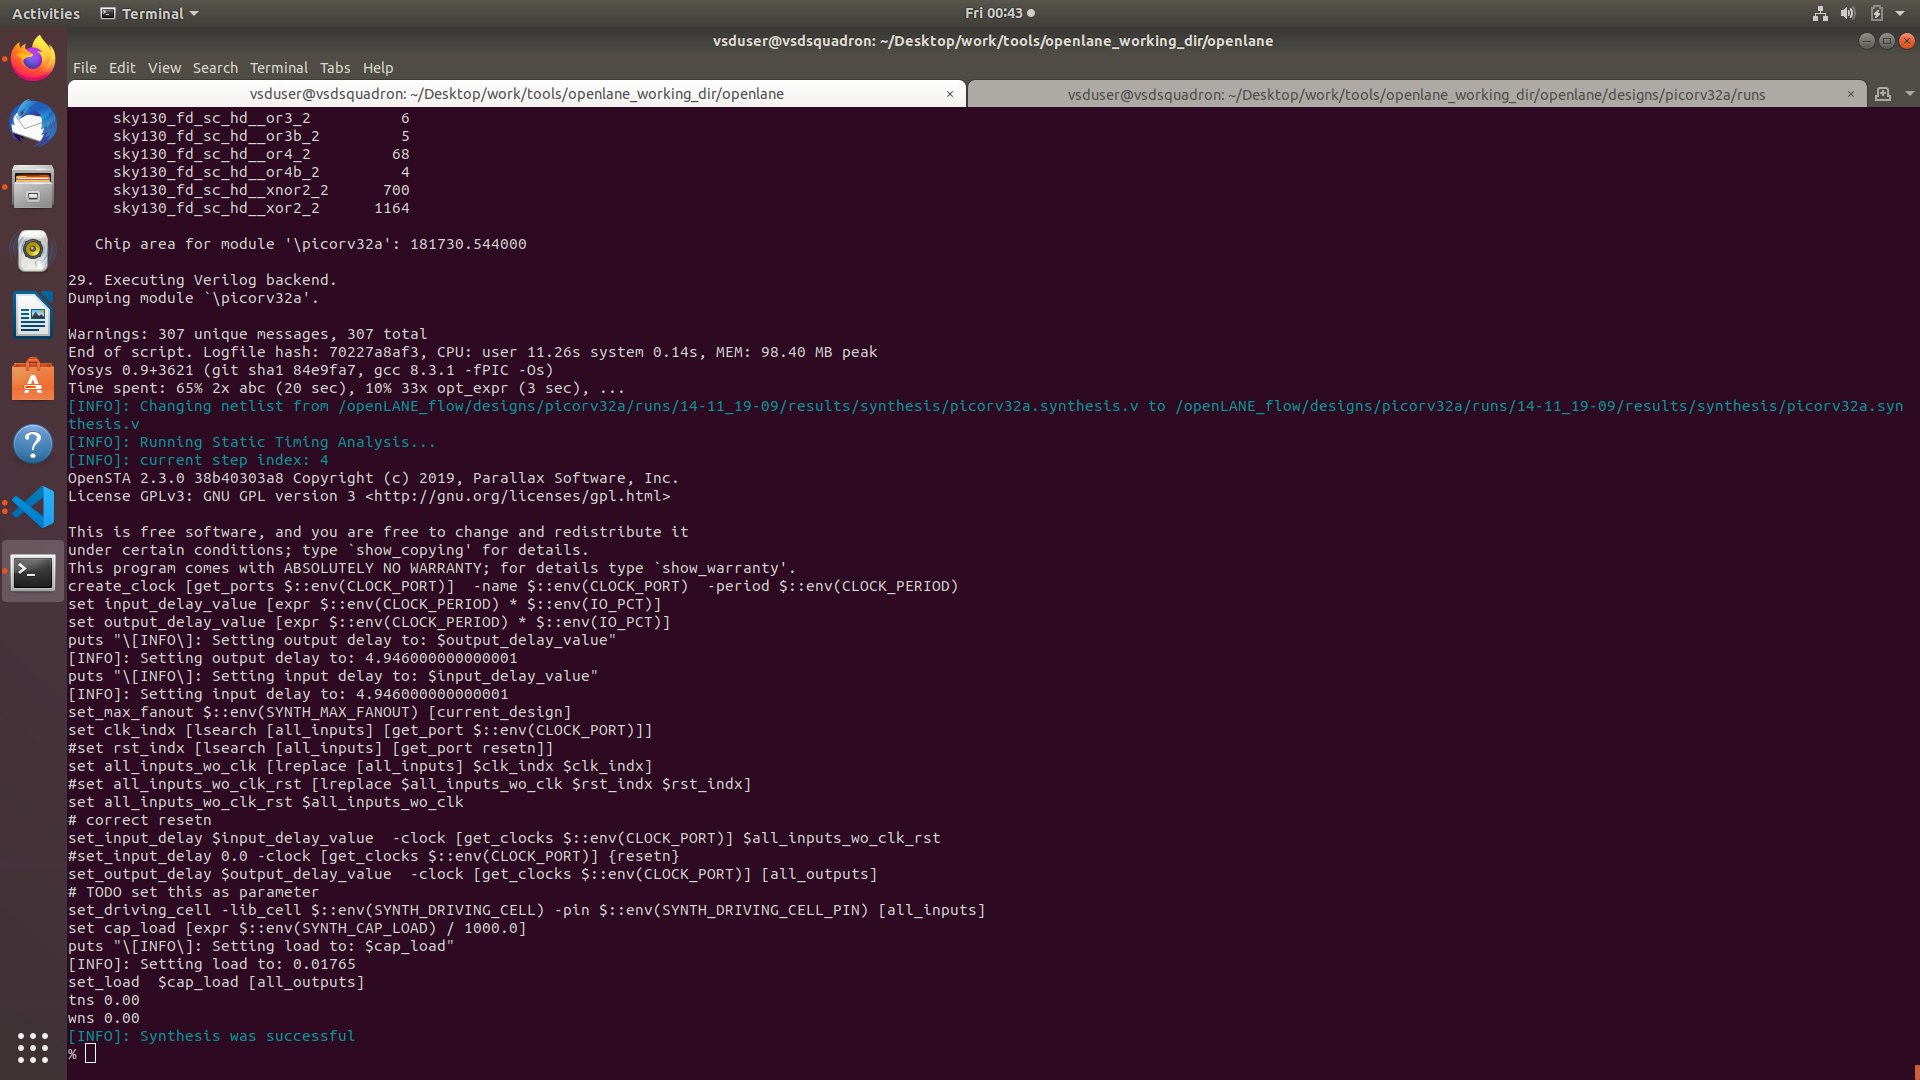 Activities
Terminal
Fri 00:43
vsduser@vsdsquadron: ~/Desktop/work/tools/openlane_working_dir/openlane
File Edit View Search Terminal Tabs Help
vsduser@vsdsquadron: ~/Desktop/work/tools/openlane_working_dir/openlane
vsduser@vsdsquadron: ~/Desktop/work/tools/openlane_working_dir/openlane/designs/picorv32a/runs
sky130_fd_sc_hd__or3_2 6
sky130_fd_sc_hd__or3b_2 5
sky130_fd_sc_hd__or4_2 68
sky130_fd_sc_hd__or4b_2 4
sky130_fd_sc_hd__xnor2_2 700
sky130_fd_sc_hd__xor2_2 1164
Chip area for module '\picorv32a': 181730.544000
29. Executing Verilog backend.
Dumping module `\picorv32a'.
Warnings: 307 unique messages, 307 total
End of script. Logfile hash: 70227a8af3, CPU: user 11.26s system 0.14s, MEM: 98.40 MB peak
Yosys 0.9+3621 (git sha1 84e9fa7, gcc 8.3.1 -fPIC -Os)
Time spent: 65% 2x abc (20 sec), 10% 33x opt_expr (3 sec), ...
[INFO]: Changing netlist from /openLANE_flow/designs/picorv32a/runs/14-11_19-09/results/synthesis/picorv32a.synthesis.v to /openLANE_flow/designs/picorv32a/runs/14-11_19-09/results/synthesis/picorv32a.syn
thesis.v
[INFO]: Running Static Timing Analysis...
[INFO]: current step index: 4
OpenSTA 2.3.0 38b40303a8 Copyright (c) 2019, Parallax Software, Inc.
License GPLv3: GNU GPL version 3 <http://gnu.org/licenses/gpl.html>
This is free software, and you are free to change and redistribute it
under certain conditions; type `show_copying' for details.
This program comes with ABSOLUTELY NO WARRANTY; for details type `show_warranty'.
create_clock [get_ports $::env(CLOCK_PORT)]  -name $::env(CLOCK_PORT)  -period $::env(CLOCK_PERIOD)
set input_delay_value [expr $::env(CLOCK_PERIOD) * $::env(IO_PCT)]
set output_delay_value [expr $::env(CLOCK_PERIOD) * $::env(IO_PCT)]
puts "\[INFO\]: Setting output delay to: $output_delay_value"
[INFO]: Setting output delay to: 4.946000000000001
puts "\[INFO\]: Setting input delay to: $input_delay_value"
[INFO]: Setting input delay to: 4.946000000000001
set_max_fanout $::env(SYNTH_MAX_FANOUT) [current_design]
set clk_indx [lsearch [all_inputs] [get_port $::env(CLOCK_PORT)]]
#set rst_indx [lsearch [all_inputs] [get_port resetn]]
set all_inputs_wo_clk [lreplace [all_inputs] $clk_indx $clk_indx]
#set all_inputs_wo_clk_rst [lreplace $all_inputs_wo_clk $rst_indx $rst_indx]
set all_inputs_wo_clk_rst $all_inputs_wo_clk
# correct resetn
set_input_delay $input_delay_value  -clock [get_clocks $::env(CLOCK_PORT)] $all_inputs_wo_clk_rst
#set_input_delay 0.0 -clock [get_clocks $::env(CLOCK_PORT)] {resetn}
set_output_delay $output_delay_value  -clock [get_clocks $::env(CLOCK_PORT)] [all_outputs]
# TODO set this as parameter
set_driving_cell -lib_cell $::env(SYNTH_DRIVING_CELL) -pin $::env(SYNTH_DRIVING_CELL_PIN) [all_inputs]
set cap_load [expr $::env(SYNTH_CAP_LOAD) / 1000.0]
puts "\[INFO\]: Setting load to: $cap_load"
[INFO]: Setting load to: 0.01765
set_load  $cap_load [all_outputs]
tns 0.00
wns 0.00
[INFO]: Synthesis was successful
%